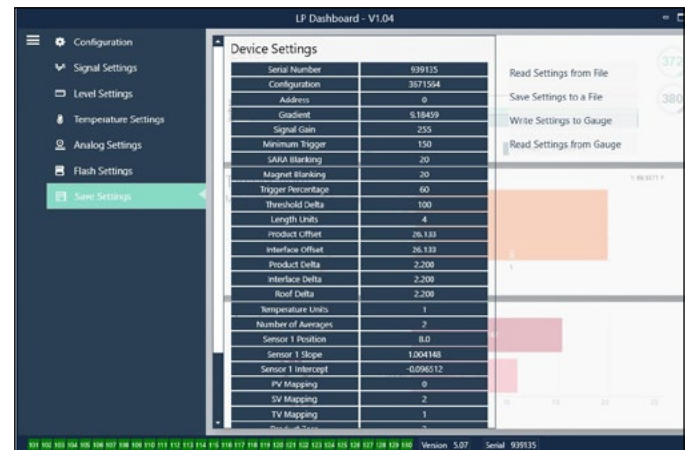 LP Dashboard - V1.04
Configuration
Signal Settings
Level Settings
Temperature Settings
Analog Settings
Flash Settings
Save Settings
Device Settings
Serial Number 939135
Configuration 3671564
Address 0
Gradient 9.18459
Signal Gain 255
Minimum Trigger 150
SARA Blanking 20
Magnet Blanking 20
Trigger Percentage 60
Threshold Delta 100
Length Units 4
Product Offset 26.133
Interface Offset 26.133
Product Delta 2.200
Interface Delta 2.200
Roof Delta 2.200
Temperature Units 1
Number of Averages 2
Sensor 1 Position 8.0
Sensor 1 Slope 1.004148
Sensor 1 Intercept -0.096512
PV Mapping 0
SV Mapping 2
TV Mapping 1
Read Settings from File
Save Settings to a File
Write Settings to Gauge
Read Settings from Gauge
372
380
10 15 20 25
Version 5.07 Serial 939135